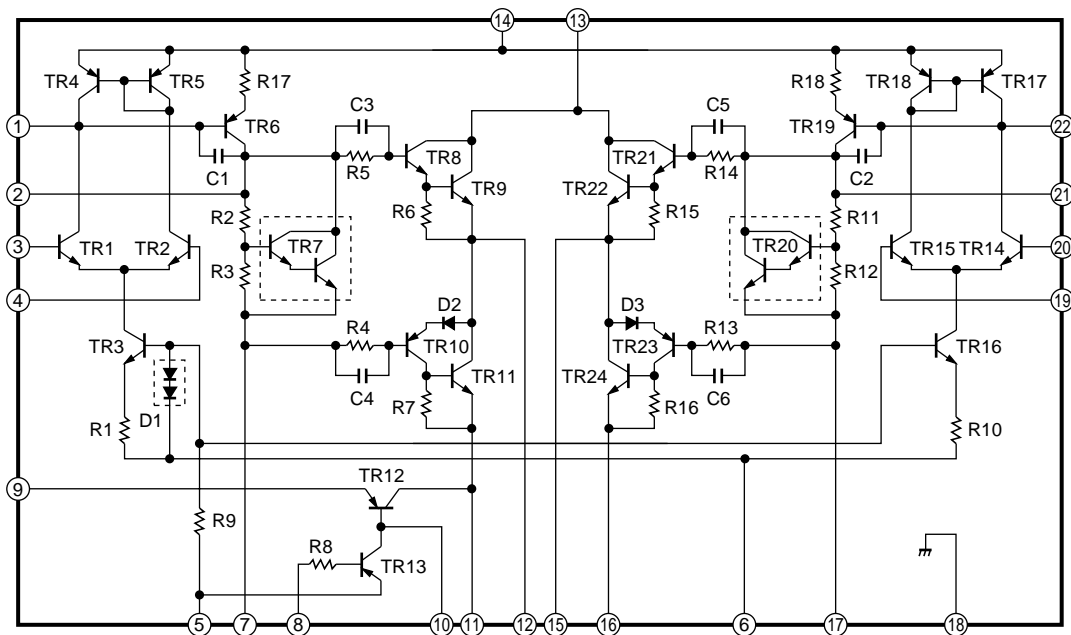 14 13
TR4 TR5 R17 R18 TR18 TR17
C3 C5
1 TR6 TR19 22
TR8 TR21
C1 R5 R14 C2
TR9 TR22
2 21
R2 R6 R15 R11
3 TR1 TR2 TR7 TR20 TR15 TR14 20
R3 R12
4 19
D2 D3
R4 R13
TR3 TR10 TR23 TR16
TR11 TR24
C4 R7 R16 C6
R1 D1 R10
TR12
9
R9
R8 TR13
5 7 8 10 11 12 15 16 6 17 18